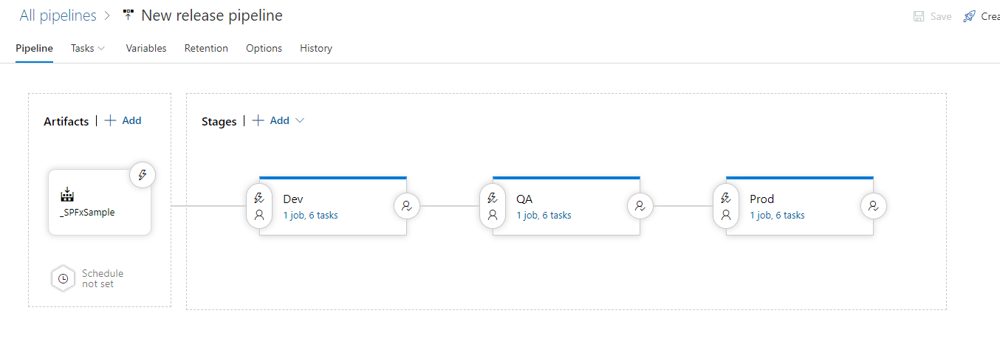 All pipelines > New release pipeline
Save Crea
Pipeline Tasks Variables Retention Options History
Artifacts | + Add
Stages | + Add
_SPFxSample
Schedule
not set
Dev
1 job, 6 tasks
QA
1 job, 6 tasks
Prod
1 job, 6 tasks